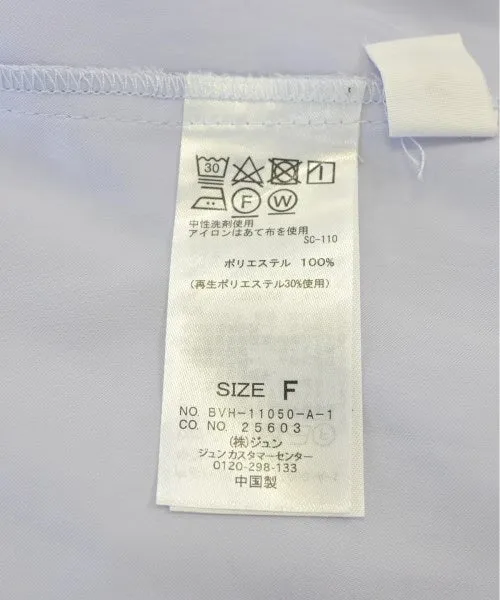 30
F W
中性洗剤使用
アイロンはあて布を使用
SC-110
ポリエステル 100%
(再生ポリエステル30%使用)
SIZE F
NO. BVH-11050-A-1
CO. NO. 25603
(株)ジュン
ジュンカスタマーセンター
0120-298-133
中国製